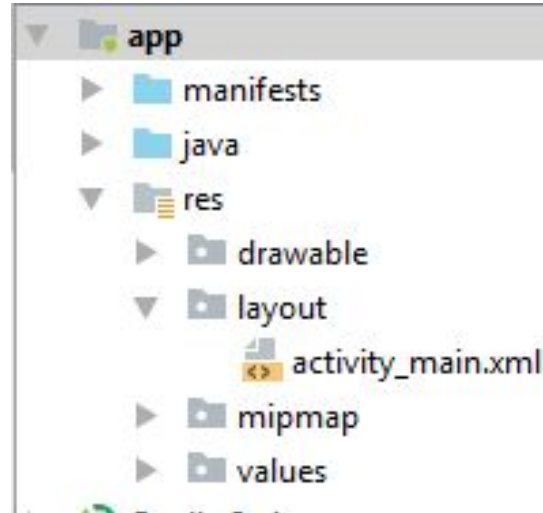 app
manifests
java
res
drawable
layout
activity_main.xml
mipmap
values